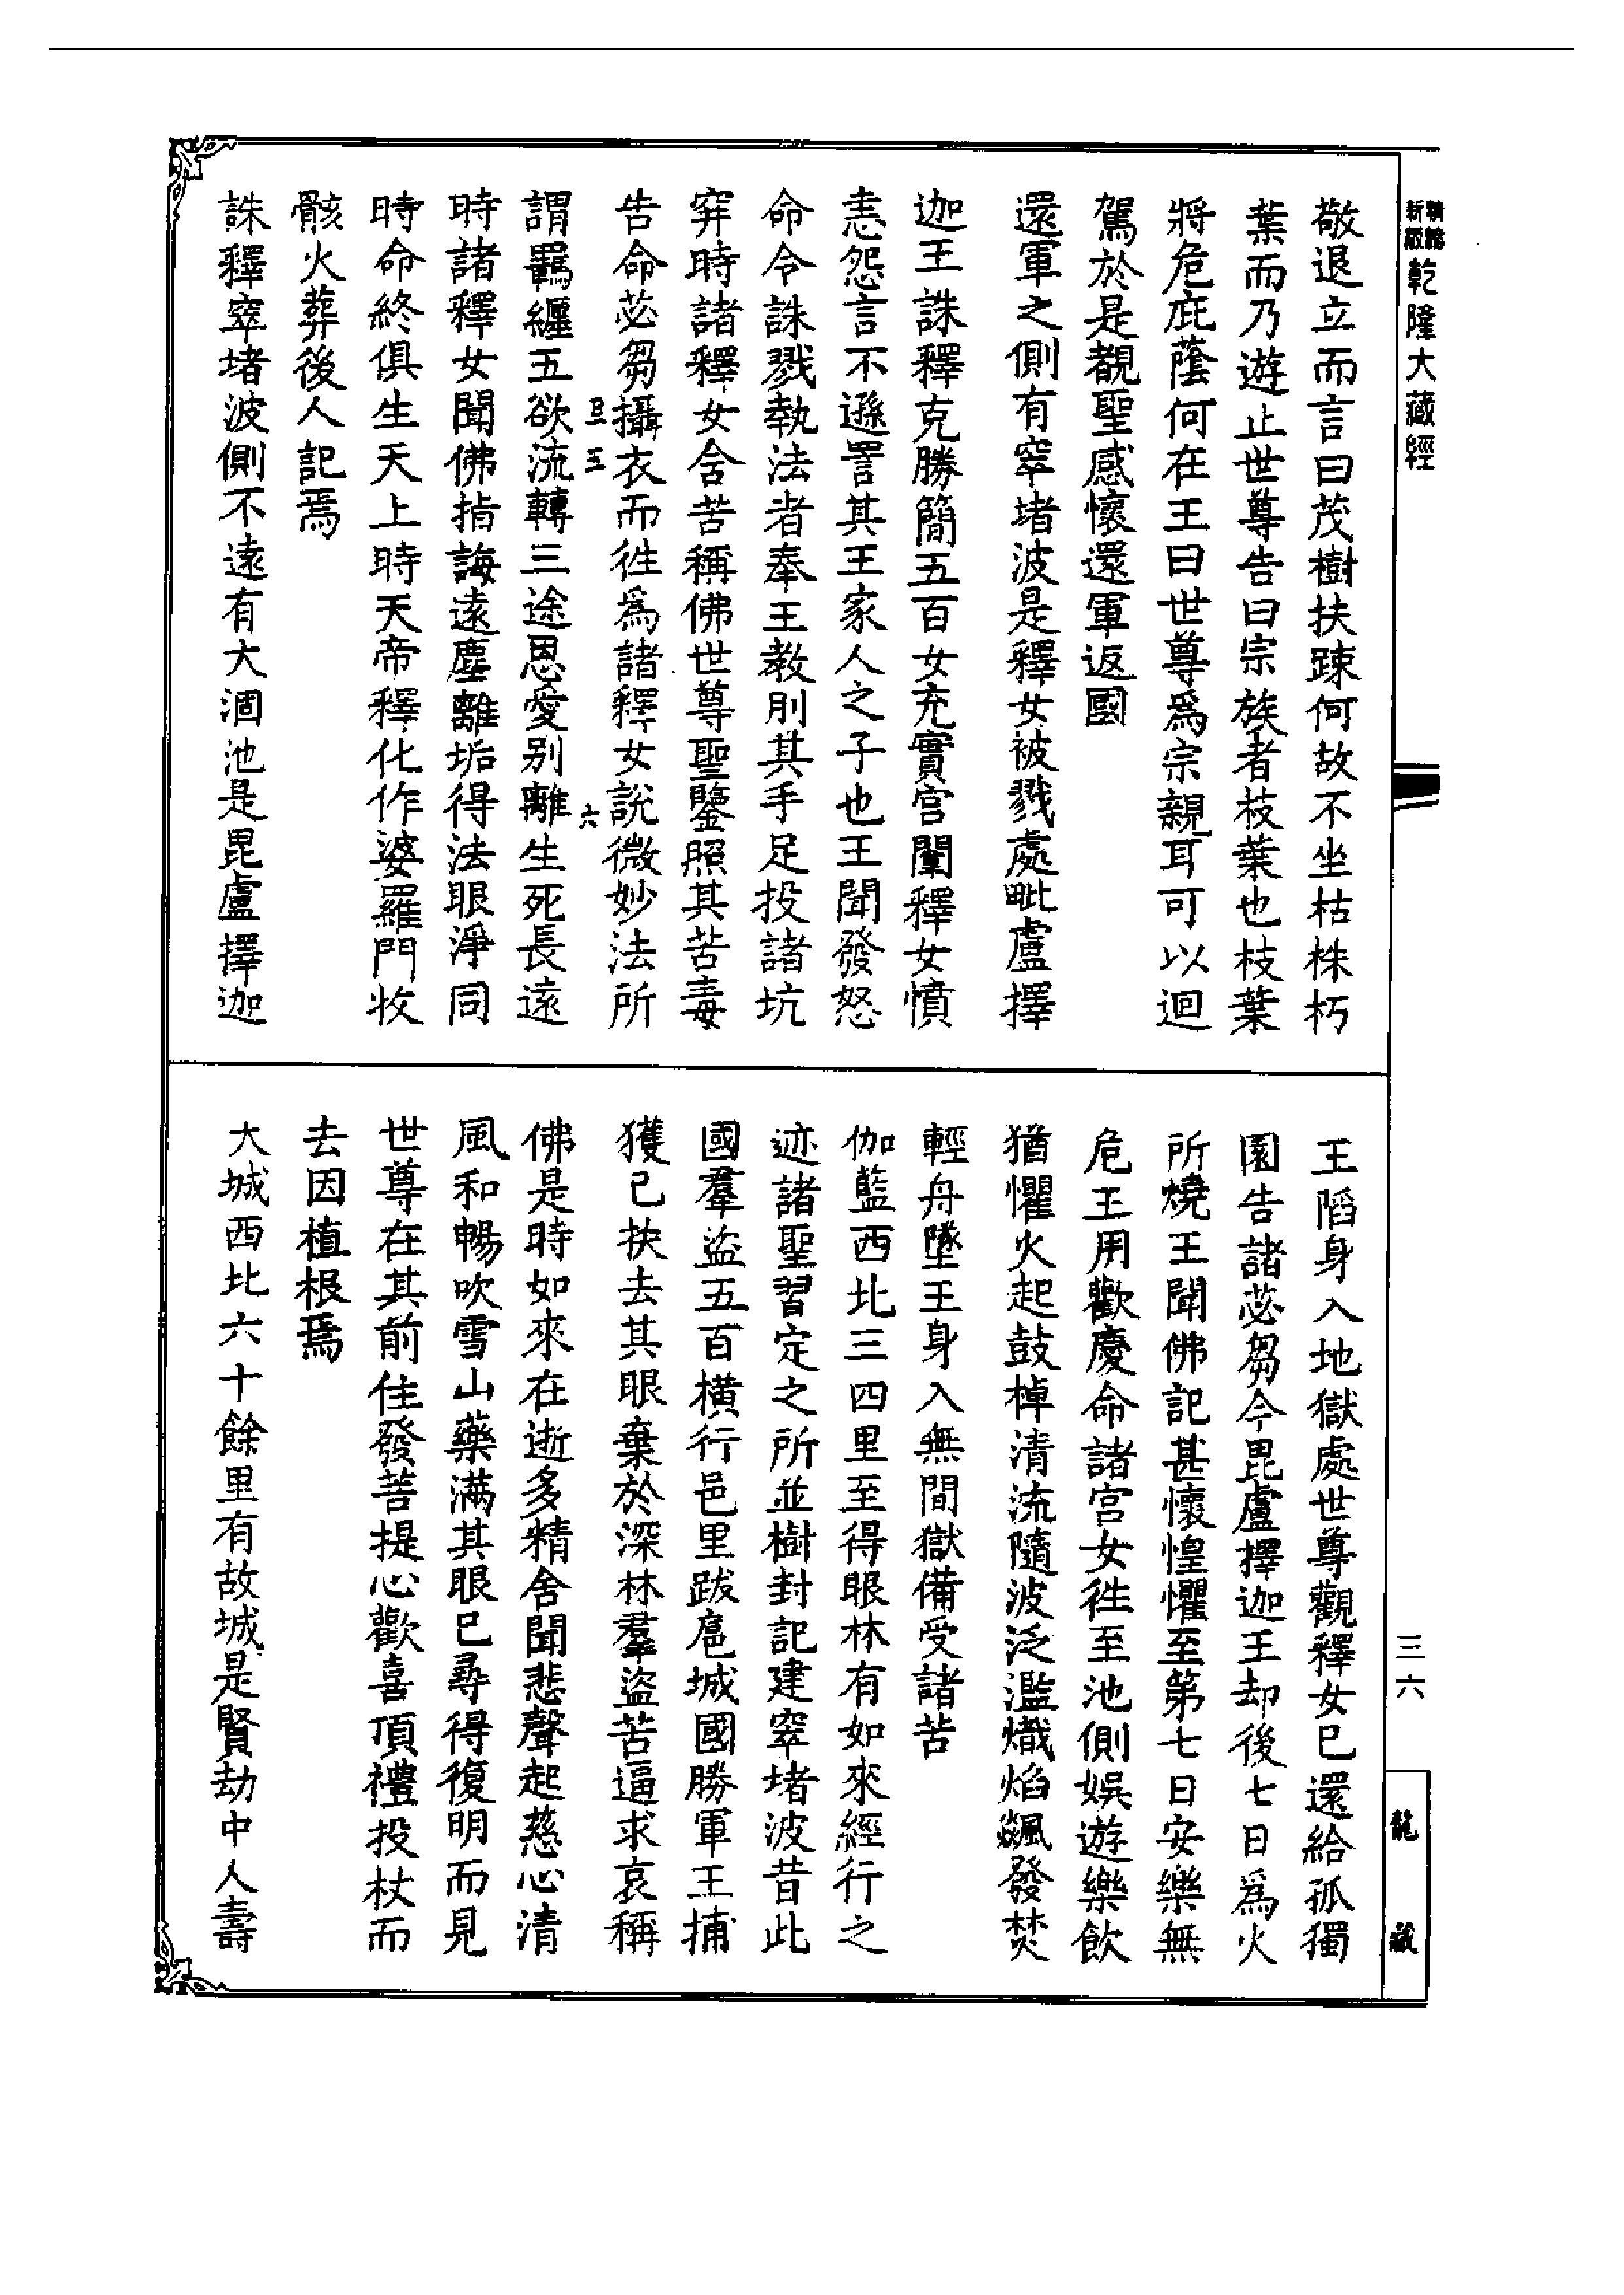 新編
縮版
乾隆大藏經
敬退立而言曰茂樹扶踈何故不坐枯株朽
葉而乃遊止世尊告曰宗族者枝葉也枝葉
將危庇蔭何在王曰世尊爲宗親耳可以迴
駕於是覩聖感懷還軍返國
還軍之側有窣堵波是釋女被戮處毗盧擇
迦王誅釋克勝簡五百女充實宮闈釋女憤
恚怨言不遜詈其王家人之子也王聞發怒
命令誅戮執法者奉王教刖其手足投諸坑
穽時諸釋女含苦稱佛世尊聖鑒照其苦毒
告命苾芻攝衣而往爲諸釋女說微妙法所
謂羈纏五欲流轉三途恩愛别離生死長遠
時諸釋女聞佛指誨遠塵離垢得法眼淨同
時命終俱生天上時天帝釋化作婆羅門收
骸火葬後人記焉
誅釋窣堵波側不遠有大涸池是毘盧擇迦
王陷身入地獄處世尊觀釋女已還給孤獨
園告諸苾芻今毘盧擇迦王却後七日爲火
所燒王聞佛記甚懷惶懼至第七日安樂無
危王用歡慶命諸宮女往至池側娛遊樂飲
猶懼火起鼓棹清流隨波泛濫熾焰飇發焚
輕舟墜王身入無間獄備受諸苦
伽藍西北三四里至得眼林有如來經行之
迹諸聖習定之所並樹封記建窣堵波昔此
國羣盜五百橫行邑里跋扈城國勝軍王捕
獲已抉去其眼棄於深林羣盜苦逼求哀稱
佛是時如來在逝多精舍聞悲聲起慈心清
風和暢吹雪山藥滿其眼已尋得復明而見
世尊在其前住發菩提心歡喜頂禮投杖而
去因植根焉
大城西北六十餘里有故城是賢劫中人壽
三六
龍藏